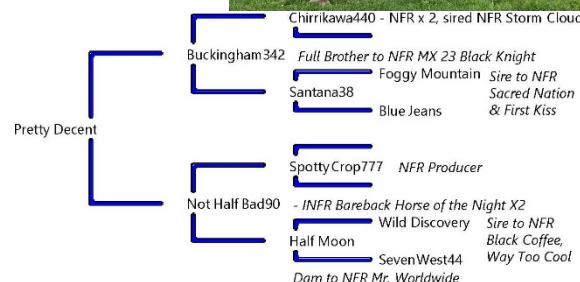 Chirrikawa440 - NFR x 2, sired NFR Storm Cloud
Buckingham342 Full Brother to NFR MX 23 Black Knight
Foggy Mountain Sire to NFR
Santana38 Sacred Nation
Blue Jeans & First Kiss
Pretty Decent
SpottyCrop777 NFR Producer
Not Half Bad90 - INFR Bareback Horse of the Night X2
Wild Discovery Sire to NFR
Half Moon Black Coffee,
SevenWest44 Way Too Cool
Dam to NFR Mr. Worldwide